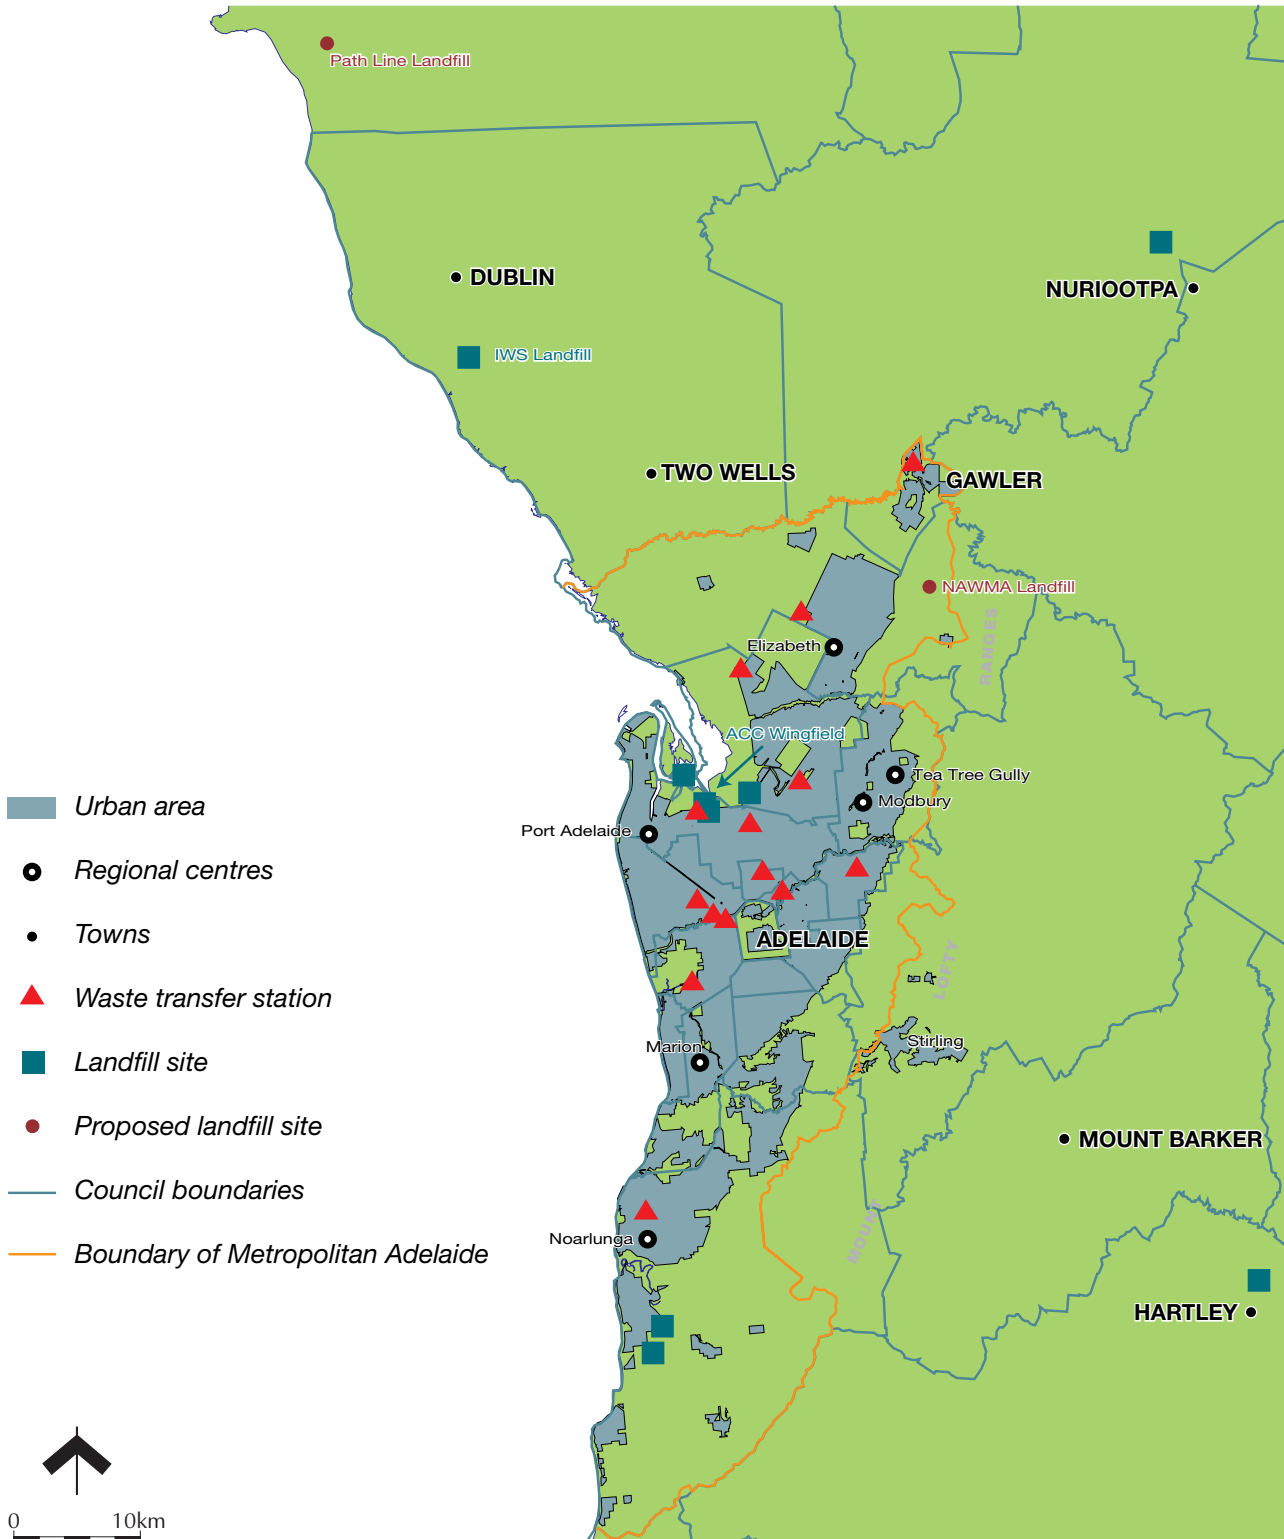 Path Line Landfill
DUBLIN
NURIOOTPA
IWS Landfill
TWO WELLS
GAWLER
NAWMA Landfill
RANGES
Elizabeth
ACC Wingfield
Tea Tree Gully
Modbury
Port Adelaide
ADELAIDE
LOFTY
Stirling
Marion
MOUNT BARKER
MOUNT
Noarlunga
HARTLEY
Urban area
Regional centres
Towns
Waste transfer station
Landfill site
Proposed landfill site
Council boundaries
Boundary of Metropolitan Adelaide
0 10km